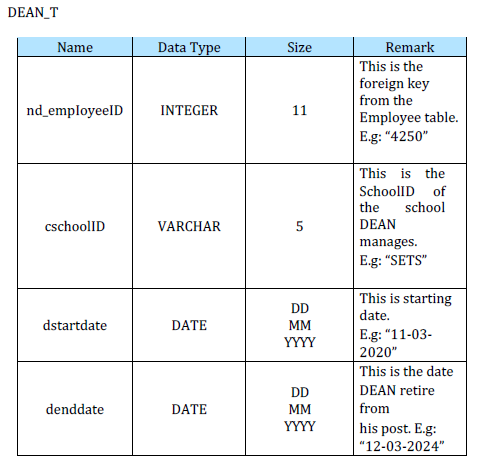 DEAN_T
Name Data Type Size Remark
nd_employeeID INTEGER 11 This is the
foreign key
from the
Employee table.
E.g: “4250”
cschoolID VARCHAR 5 This is the
SchoolID of
the school
DEAN
manages.
E.g: “SETS”
dstartdate DATE DD
MM
YYYY
This is starting
date.
E.g: “11-03-
2020”
denddate DATE DD
MM
YYYY
This is the date
DEAN retire
from
his post. E.g:
“12-03-2024”